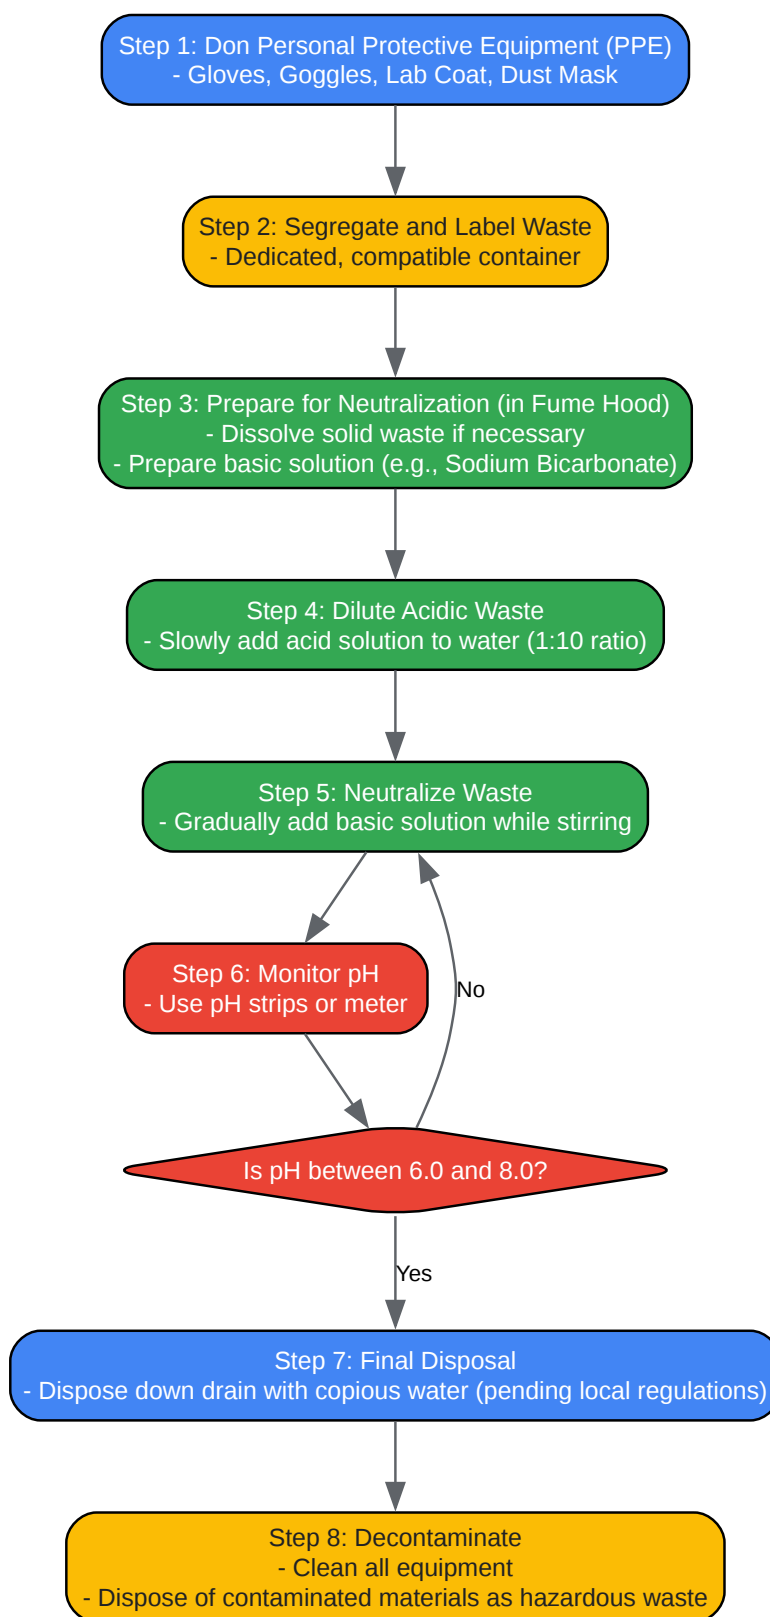 Step 1: Don Personal Protective Equipment (PPE)
- Gloves, Goggles, Lab Coat, Dust Mask
Step 2: Segregate and Label Waste
- Dedicated, compatible container
Step 3: Prepare for Neutralization (in Fume Hood)
- Dissolve solid waste if necessary
- Prepare basic solution (e.g., Sodium Bicarbonate)
Step 4: Dilute Acidic Waste
- Slowly add acid solution to water (1:10 ratio)
Step 5: Neutralize Waste
- Gradually add basic solution while stirring
Step 6: Monitor pH
- Use pH strips or meter
No
Is pH between 6.0 and 8.0?
Yes
Step 7: Final Disposal
- Dispose down drain with copious water (pending local regulations)
Step 8: Decontaminate
- Clean all equipment
- Dispose of contaminated materials as hazardous waste